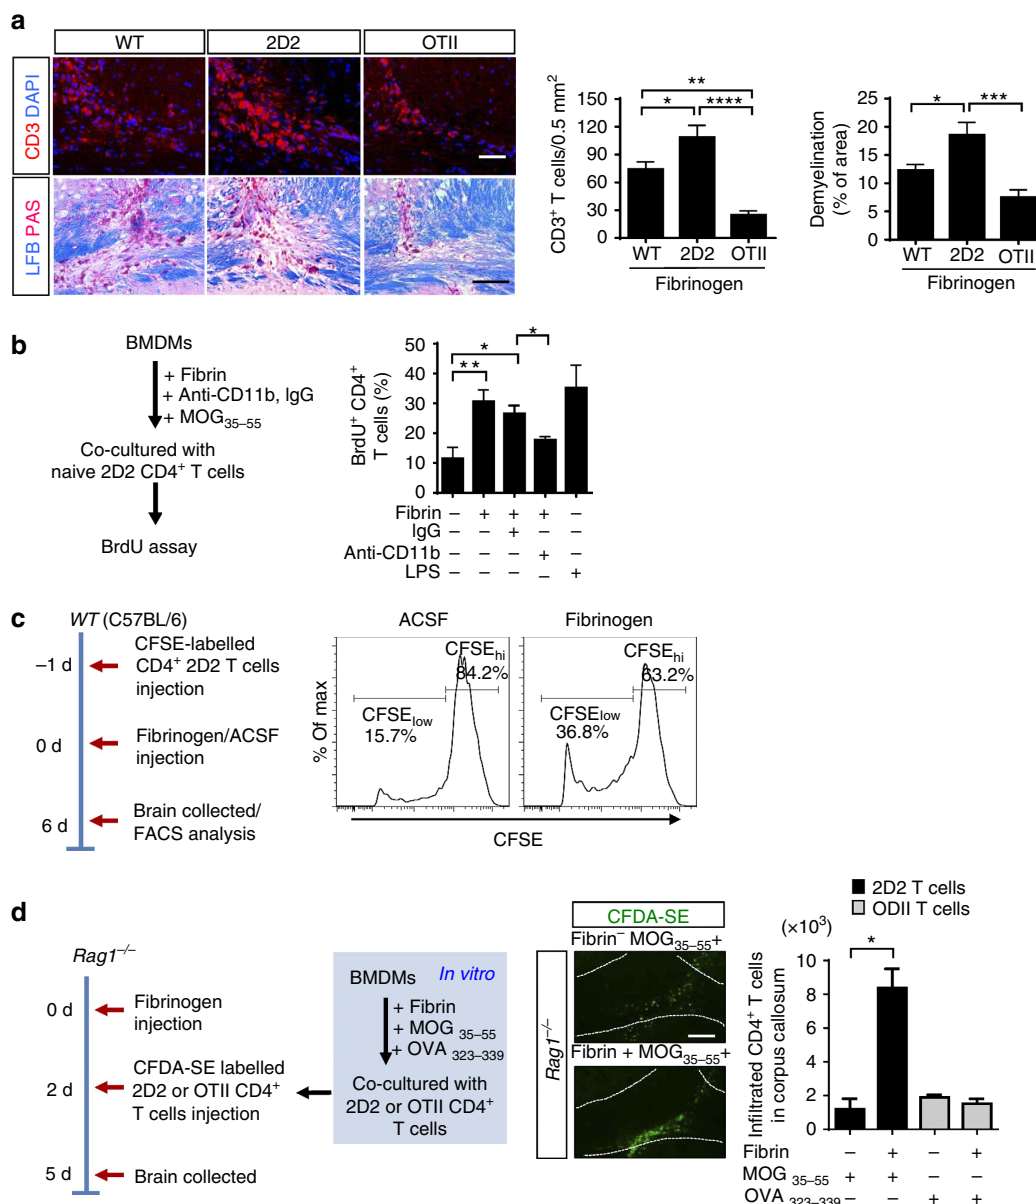 a
WT 2D2 OTII
CD3 DAPI
LFB PAS
CD3⁺ T cells/0.5 mm²
150
120
90
60
30
0
** 
* ****
WT 2D2 OTII
Fibrinogen
Demyelination
(% of area)
25
20
15
10
5
0
* ***
WT 2D2 OTII
Fibrinogen
b
BMDMs
+ Fibrin
+ Anti-CD11b, IgG
+ MOG₃₅₋₅₅
Co-cultured with
naive 2D2 CD4⁺ T cells
BrdU assay
BrdU⁺ CD4⁺
T cells (%)
50
40
30
20
10
0
*
*
**
Fibrin – + + + –
IgG – – + – –
Anti-CD11b – – – + –
LPS – – – – +
c
WT (C57BL/6)
–1 d
CFSE-labelled
CD4⁺ 2D2 T cells
injection
0 d
Fibrinogen/ACSF
injection
6 d
Brain collected/
FACS analysis
ACSF Fibrinogen
% Of max
CFSE hi
84.2%
CFSE low
15.7%
CFSE hi
63.2%
CFSE low
36.8%
CFSE
d
Rag1⁻/⁻
0 d
Fibrinogen
injection
2 d
CFDA-SE labelled
2D2 or OTII CD4⁺
T cells injection
5 d
Brain collected
BMDMs In vitro
+ Fibrin
+ MOG ₃₅₋₅₅
+ OVA ₃₂₃₋₃₃₉
Co-cultured with
2D2 or OTII CD4⁺
T cells
CFDA-SE
Fibrin⁻ MOG₃₅₋₅₅+
Rag1⁻/⁻
Fibrin + MOG₃₅₋₅₅+
2D2 T cells
ODII T cells
(×10³)
Infiltrated CD4⁺ T cells
in corpus callosum
10
8
6
4
2
0
*
Fibrin – + – +
MOG ₃₅₋₅₅ + + – –
OVA ₃₂₃₋₃₃₉ – – + +